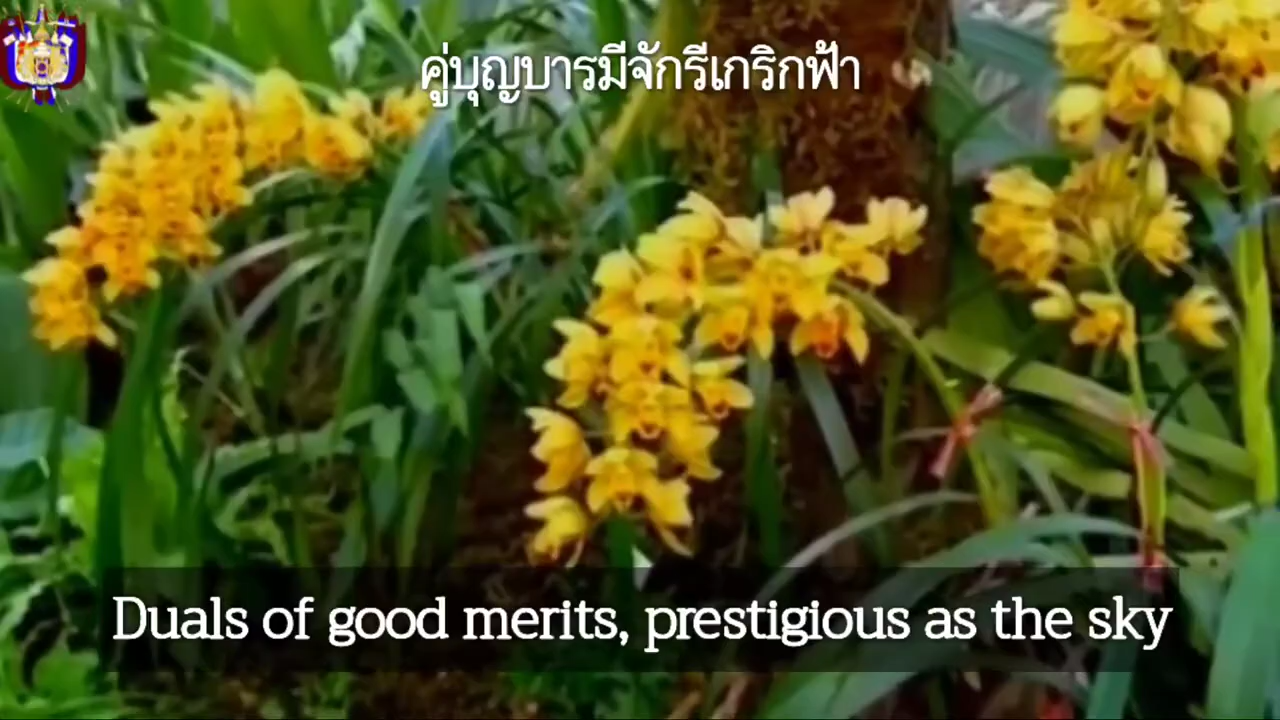 คู่บุญบารมีจักรีเกริกฟ้า
Duals of good merits, prestigious as the sky